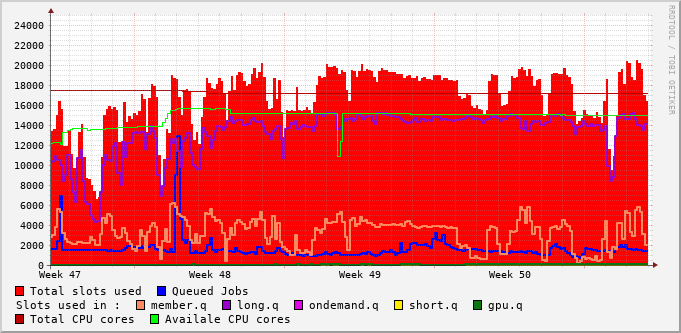 24000
22000
20000
18000
16000
14000
12000
10000
8000
6000
4000
2000
0
Week 47 Week 48 Week 49 Week 50
Total slots used Queued Jobs
Slots used in : member.q long.q ondemand.q short.q gpu.q
Total CPU cores Availale CPU cores
RRDTOOL / TOBI OETIKER